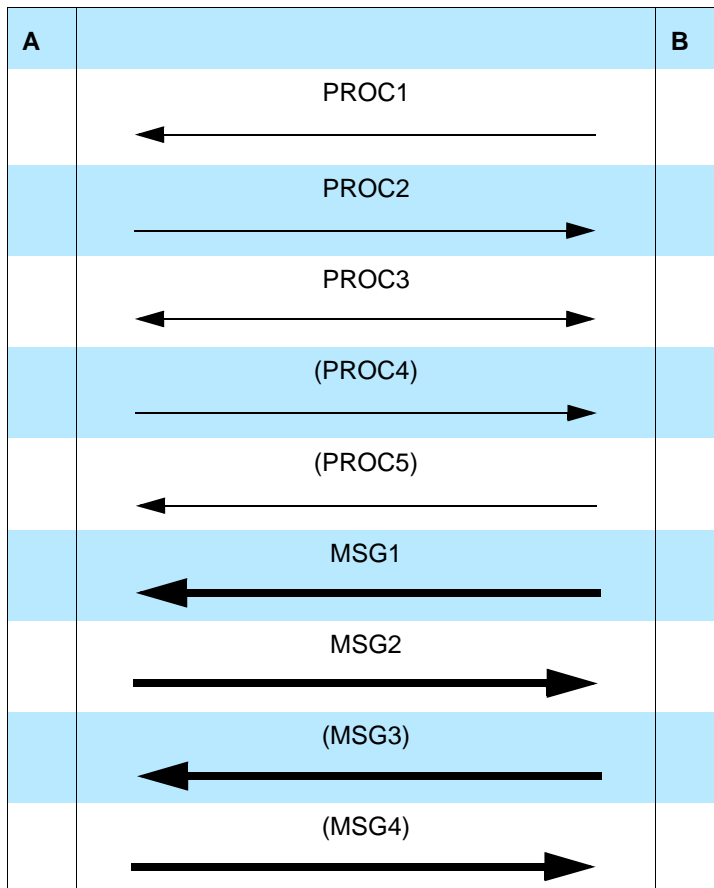 A B
PROC1
PROC2
PROC3
(PROC4)
(PROC5)
MSG1
MSG2
(MSG3)
(MSG4)